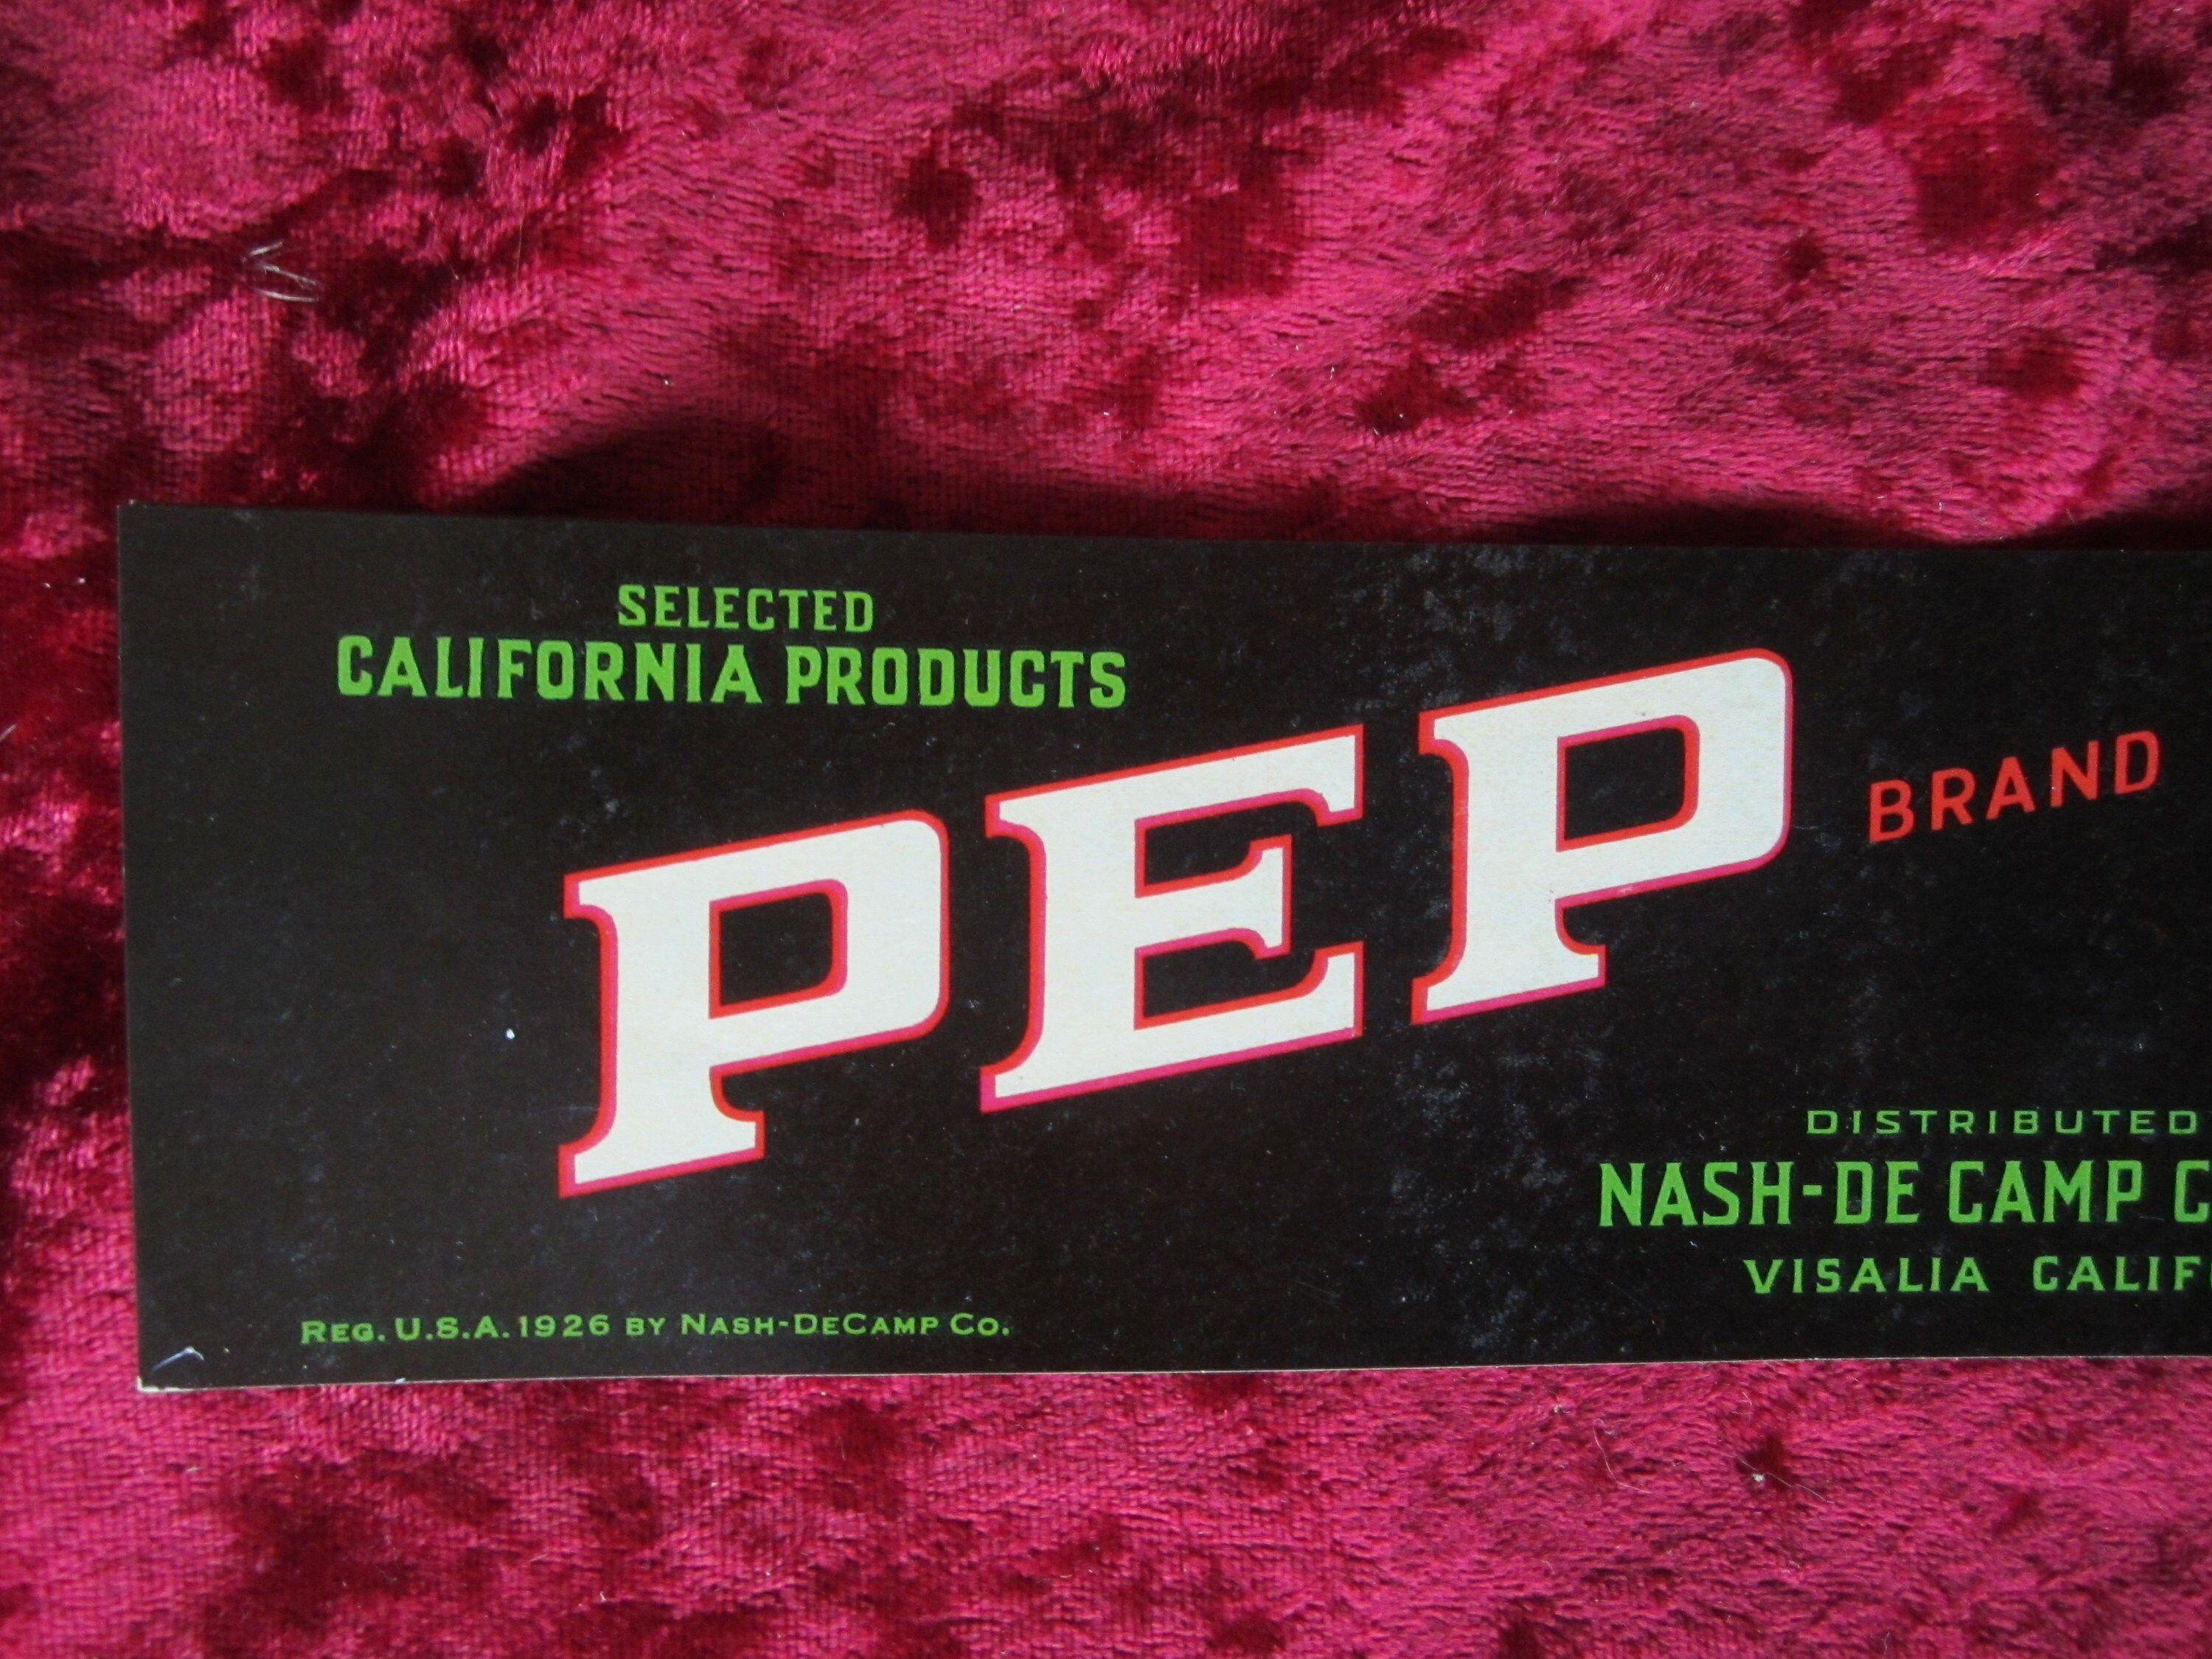 SELECTED
CALIFORNIA PRODUCTS
PEP BRAND
DISTRIBUTED
NASH-DE CAMP
VISALIA
REG. U.S.A. 1926 BY NASH-DECAMP CO.